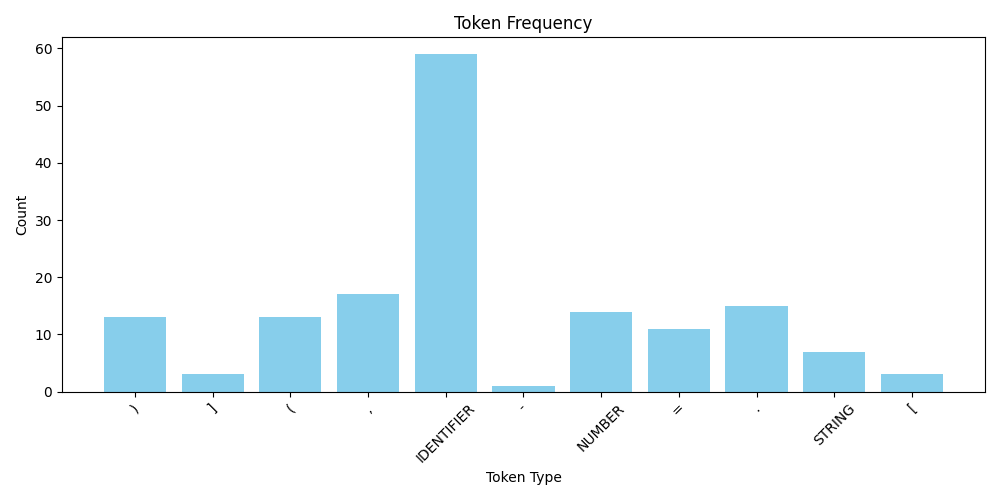 Token Frequency
Count
60
50
40
30
20
10
0
)
]
(
,
IDENTIFIER
-
NUMBER
=
.
STRING
[
Token Type